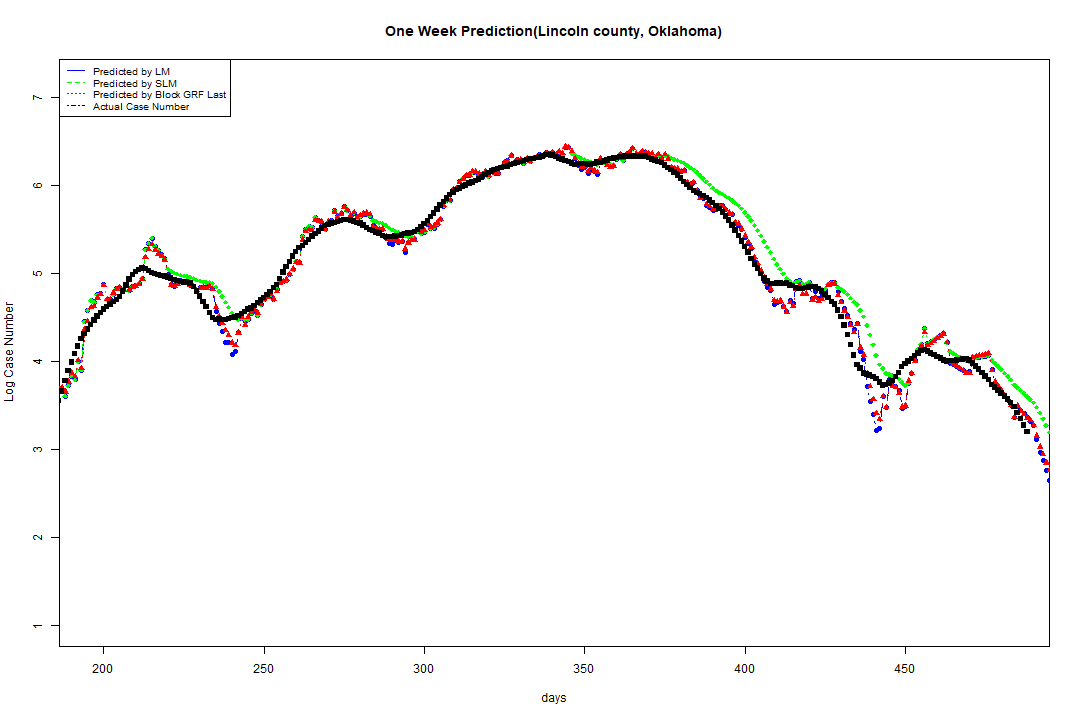 One Week Prediction(Lincoln county, Oklahoma)
Predicted by LM
Predicted by SLM
Predicted by Block GRF Last
Actual Case Number
7
6
5
4
3
2
1
Log Case Number
200 250 300 350 400 450
days